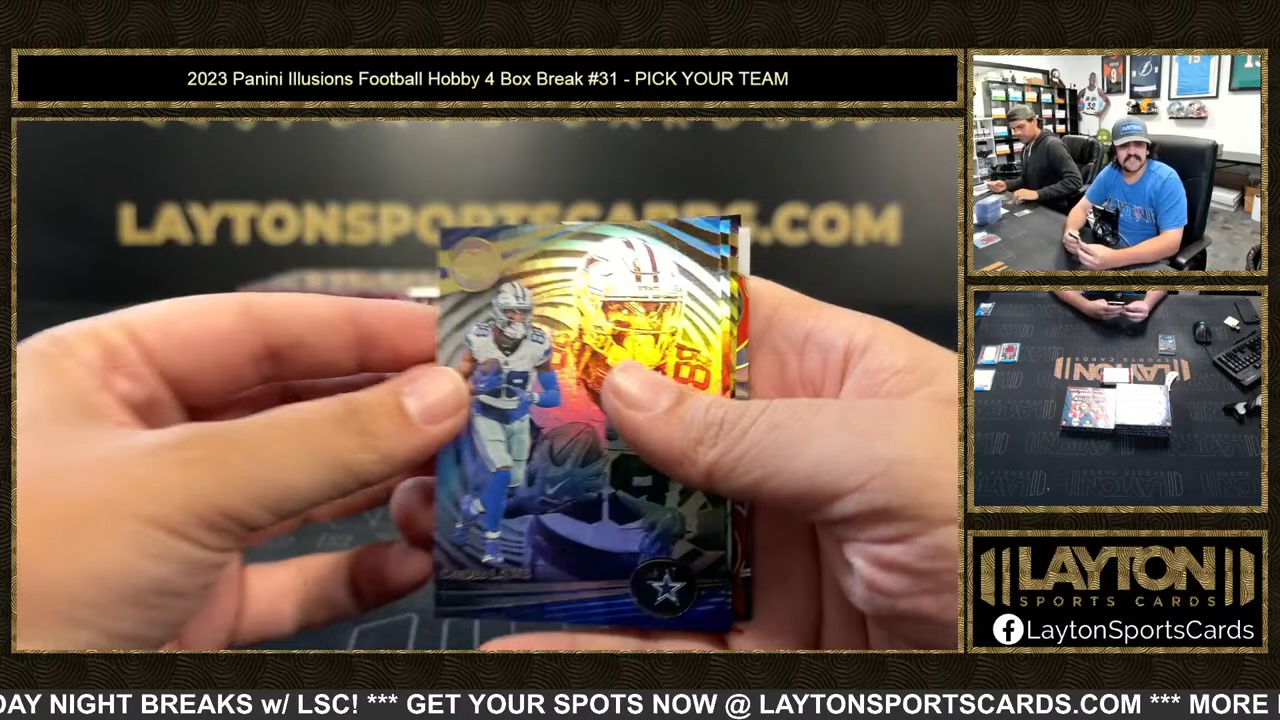 2023 Panini Illusions Football Hobby 4 Box Break #31 - PICK YOUR TEAM
LAYTONSPORTSCARDS.COM
LAYTON
SPORTS CARDS
LaytonSportsCards
DAY NIGHT BREAKS w/ LSC! *** GET YOUR SPOTS NOW @ LAYTONSPORTSCARDS.COM *** MORE